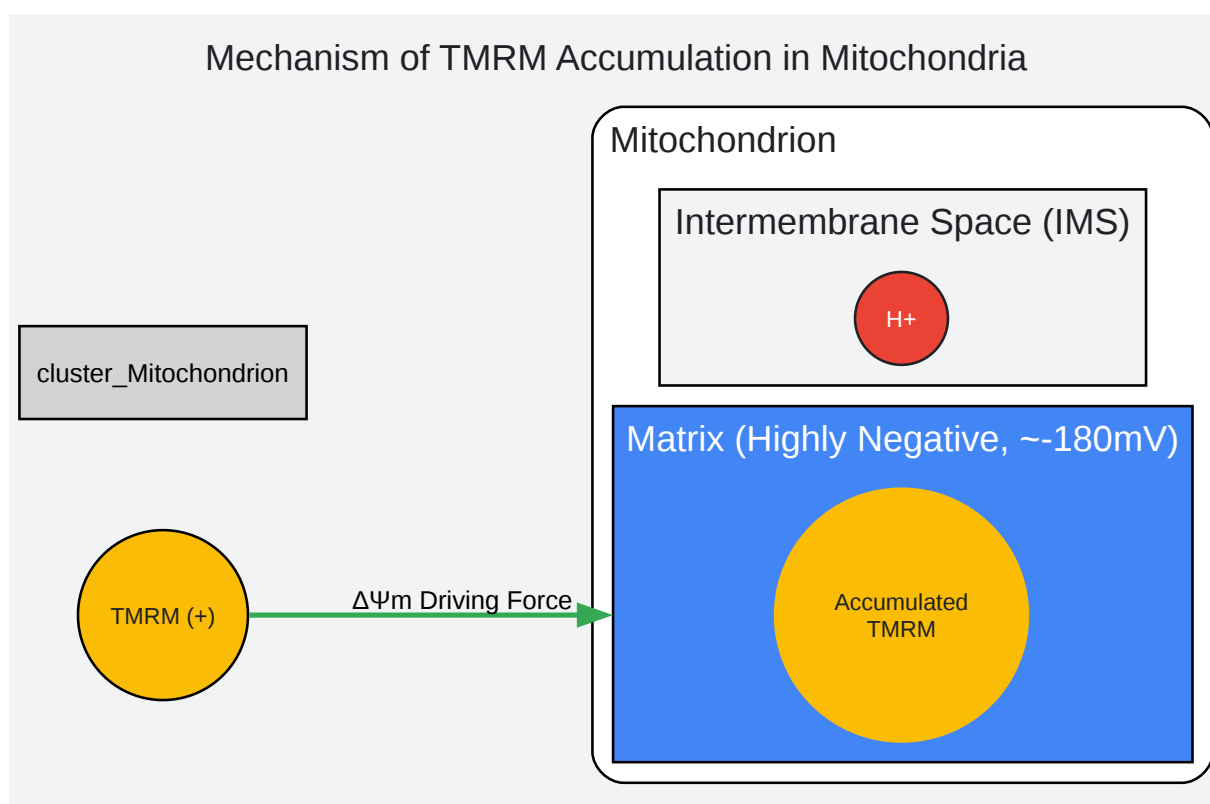 Mechanism of TMRM Accumulation in Mitochondria
Mitochondrion
Intermembrane Space (IMS)
H+
cluster_Mitochondrion
Matrix (Highly Negative, ~-180mV)
TMRM (+)
ΔΨm Driving Force
Accumulated
TMRM